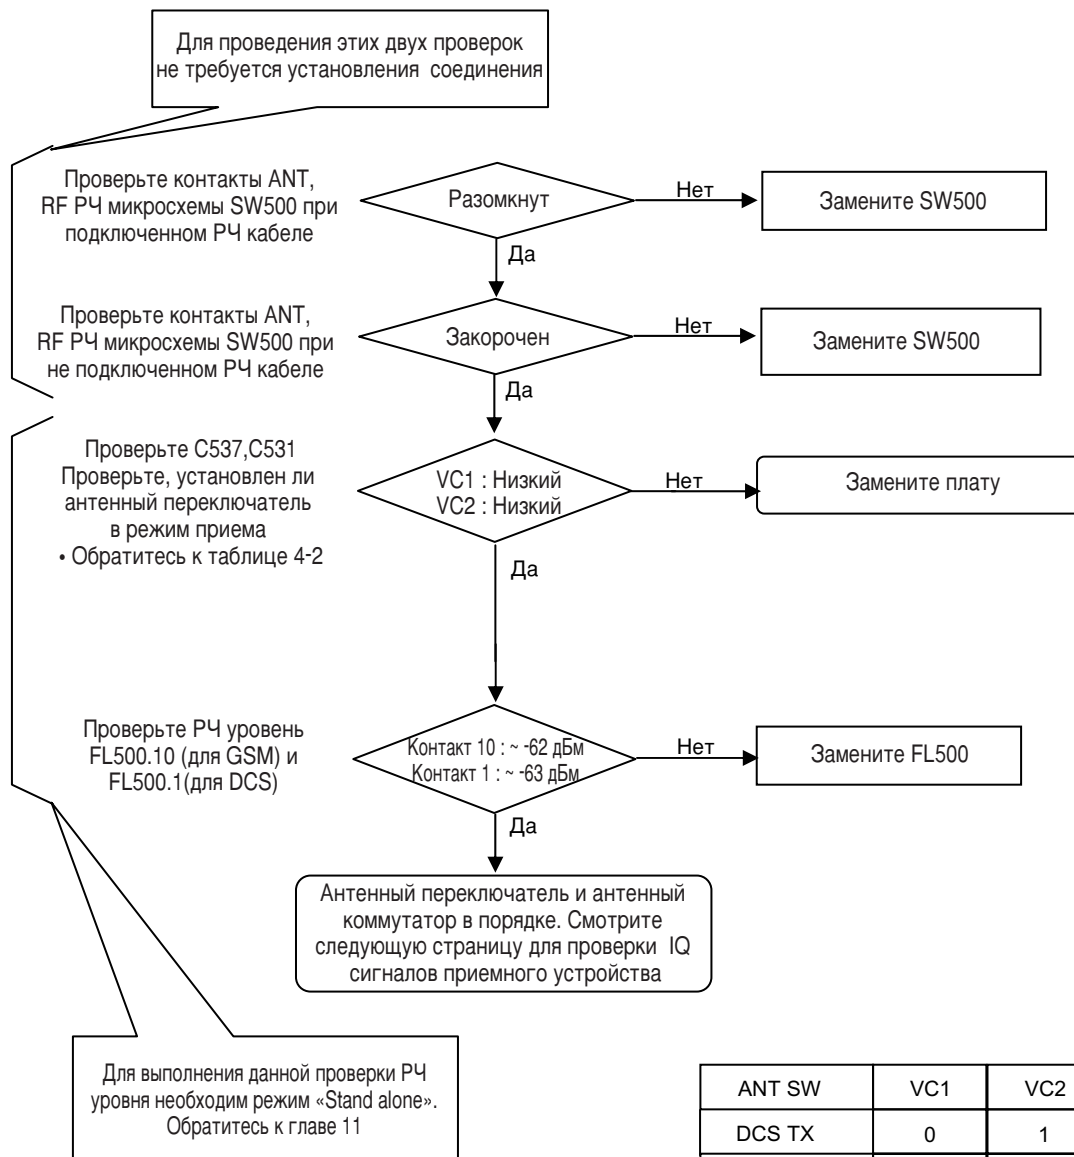 Для проведения этих двух проверок
не требуется установления соединения
Проверьте контакты ANT,
RF РЧ микросхемы SW500 при
подключенном РЧ кабеле
Разомкнут
Нет
Замените SW500
Да
Проверьте контакты ANT,
RF РЧ микросхемы SW500 при
не подключенном РЧ кабеле
Закорочен
Нет
Замените SW500
Да
Проверьте C537,C531
Проверьте, установлен ли
антенный переключатель
в режим приема
• Обратитесь к таблице 4-2
VC1 : Низкий
VC2 : Низкий
Нет
Замените плату
Да
Проверьте РЧ уровень
FL500.10 (для GSM) и
FL500.1(для DCS)
Контакт 10 : ~ -62 дБм
Контакт 1 : ~ -63 дБм
Нет
Замените FL500
Да
Антенный переключатель и антенный
коммутатор в порядке. Смотрите
следующую страницу для проверки IQ
сигналов приемного устройства
Для выполнения данной проверки РЧ
уровня необходим режим «Stand alone».
Обратитесь к главе 11
ANT SW VC1 VC2
DCS TX 0 1